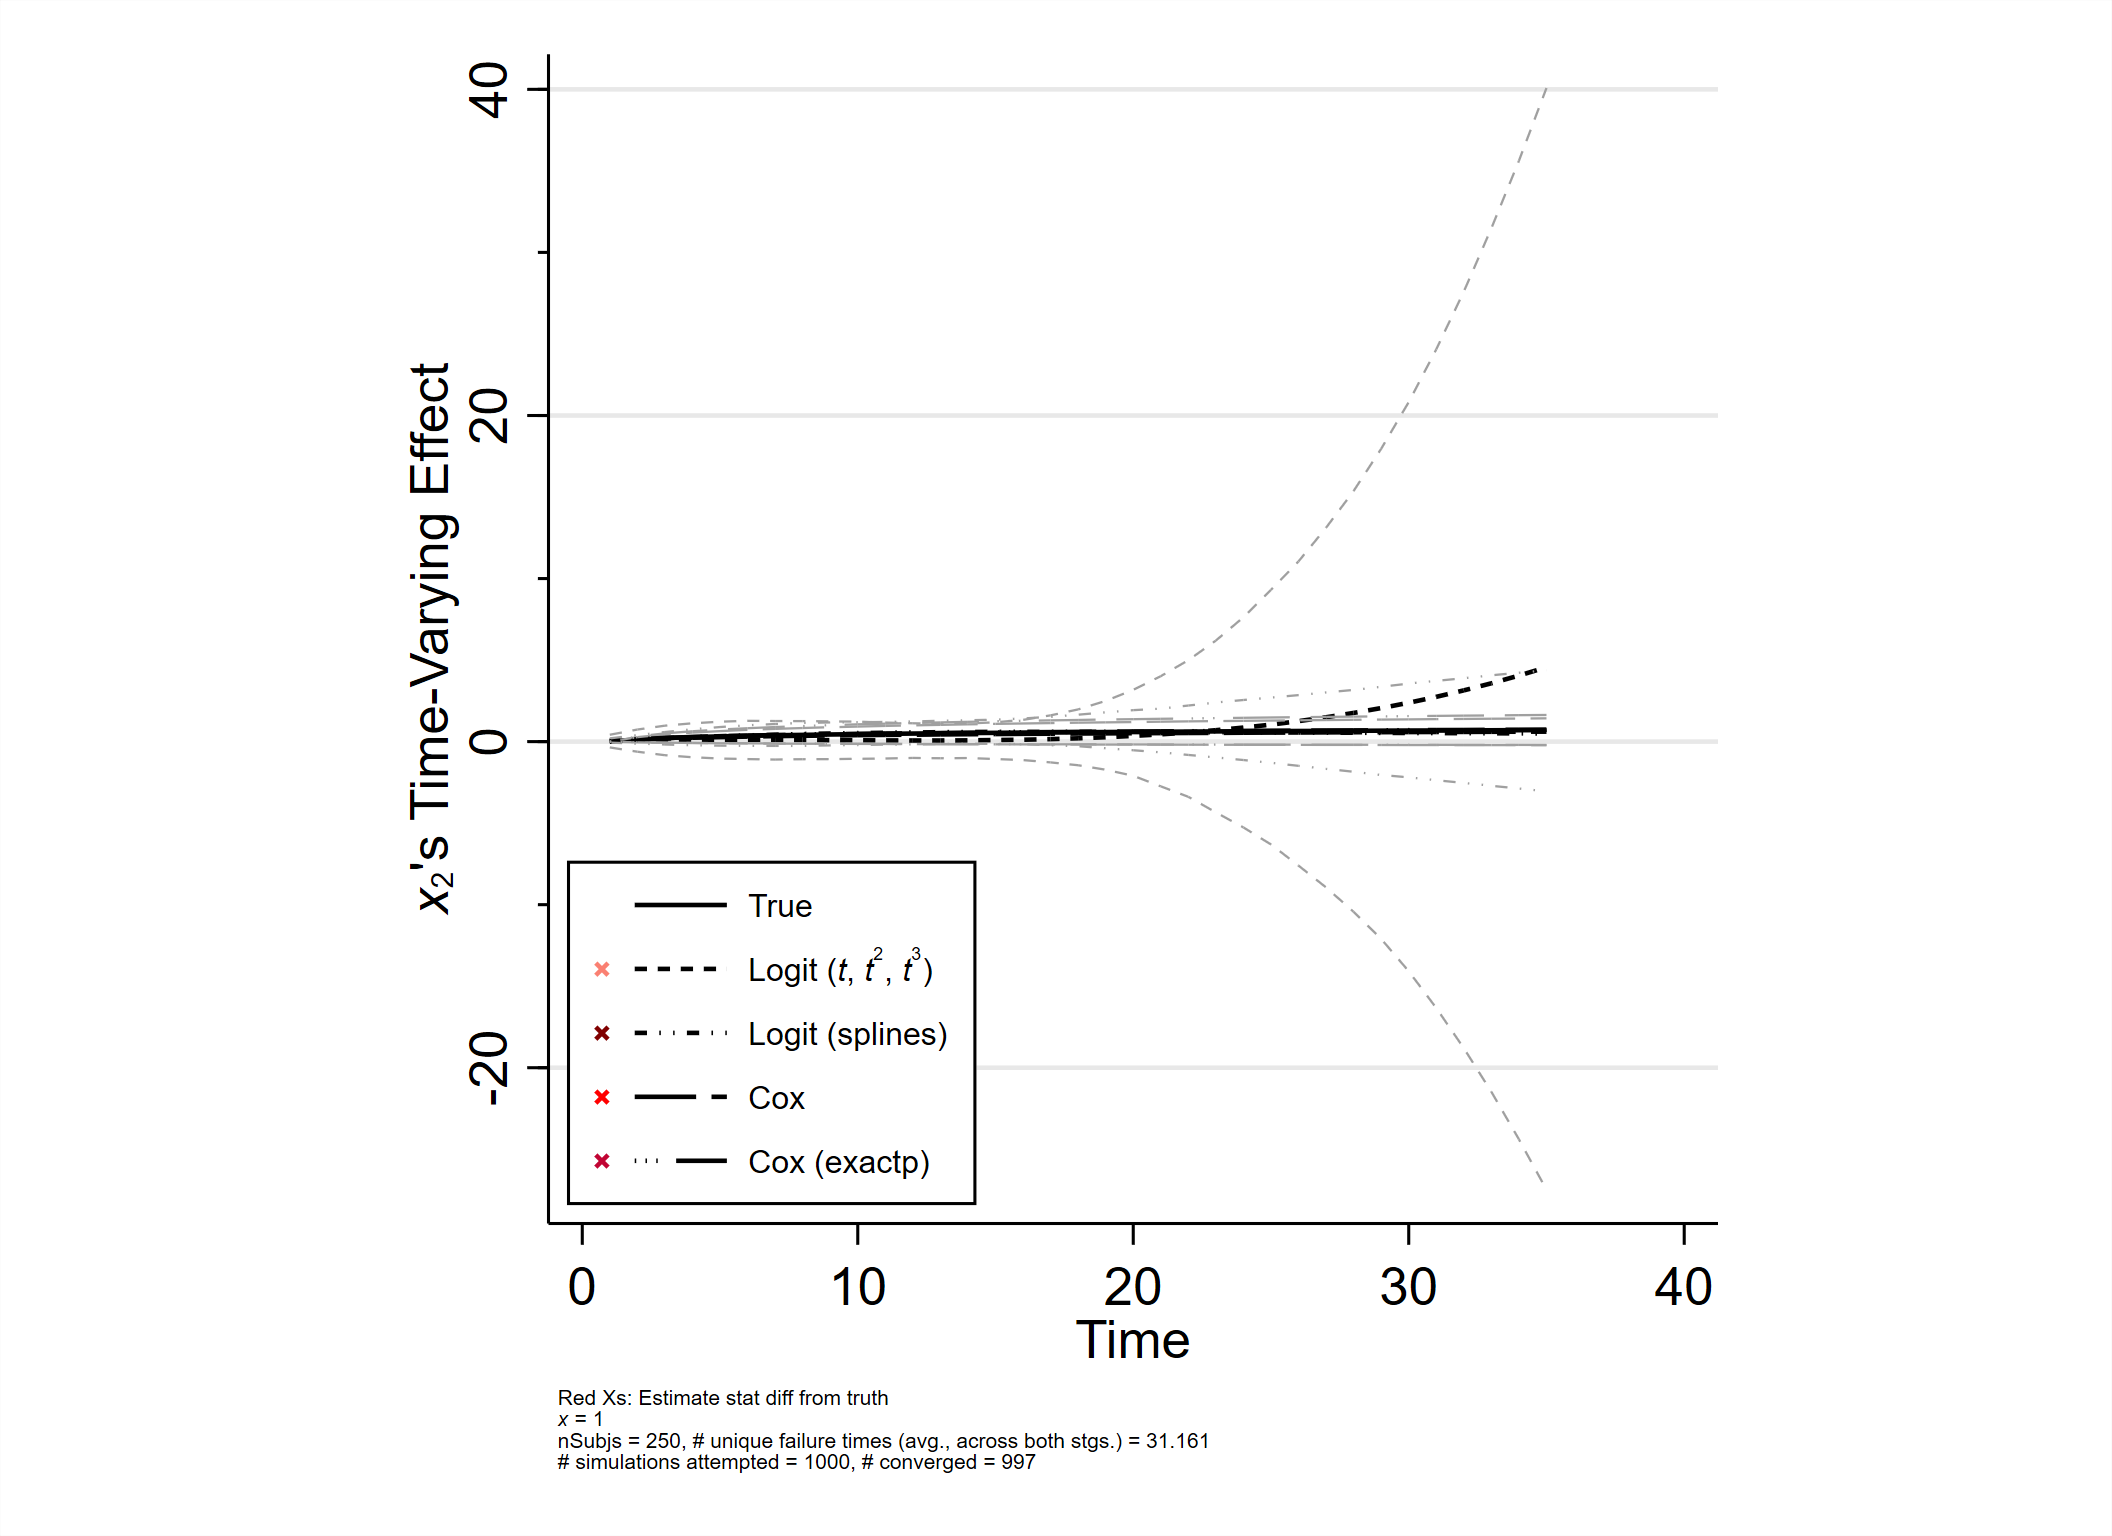 40
20
0
-20
x₂'s Time-Varying Effect
True
Logit (t, t², t³)
Logit (splines)
Cox
Cox (exactp)
0 10 20 30 40
Time
Red Xs: Estimate stat diff from truth
x = 1
nSubjs = 250, # unique failure times (avg., across both stgs.) = 31.161
# simulations attempted = 1000, # converged = 997